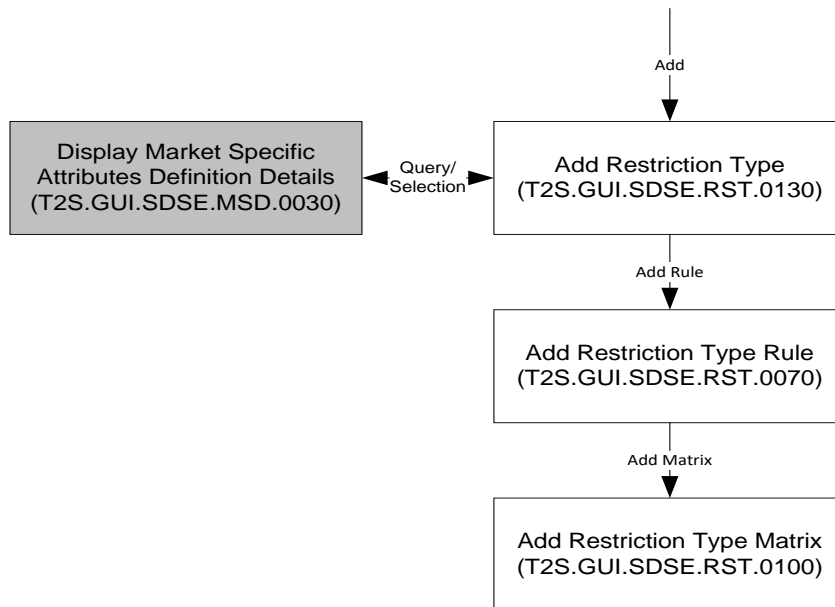 Add
Display Market Specific
Attributes Definition Details
(T2S.GUI.SDSE.MSD.0030)
Query/
Selection
Add Restriction Type
(T2S.GUI.SDSE.RST.0130)
Add Rule
Add Restriction Type Rule
(T2S.GUI.SDSE.RST.0070)
Add Matrix
Add Restriction Type Matrix
(T2S.GUI.SDSE.RST.0100)